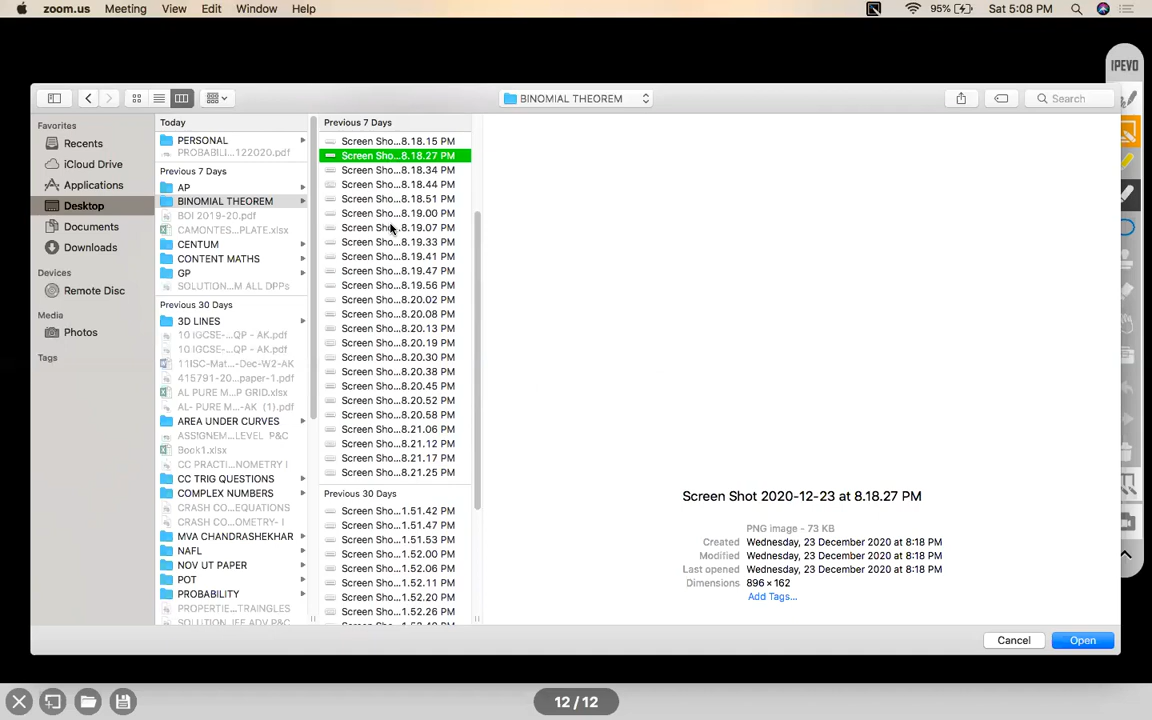 zoom.us Meeting View Edit Window Help 95% Sat 5:08 PM
IPEVO
BINOMIAL THEOREM
Search
Favorites
Recents
iCloud Drive
Applications
Desktop
Documents
Downloads
Devices
Remote Disc
Media
Photos
Tags
Today
PERSONAL
PROBABILI....122020.pdf
Previous 7 Days
AP
BINOMIAL THEOREM
BOI 2019-20.pdf
CAMONTES...PLATE.xlsx
CENTUM
CONTENT MATHS
GP
SOLUTION...M ALL DPPs
Previous 30 Days
3D LINES
10 IGCSE-...QP - AK.pdf
10 IGCSE-...QP - AK.pdf
11ISC-Mat...-Dec-W2-AK
415791-20...paper-1.pdf
AL PURE M...P GRID.xlsx
AL- PURE M...-AK (1).pdf
AREA UNDER CURVES
ASSIGNEM...LEVEL P&C
Book1.xlsx
CC PRACTI...NOMETRY I
CC TRIG QUESTIONS
COMPLEX NUMBERS
CRASH CO...EQUATIONS
CRASH CO...OMETRY- I
MVA CHANDRASHEKHAR
NAFL
NOV UT PAPER
POT
PROBABILITY
PROPERTIE...TRAINGLES
SOLUTION...JEE ADV P&C
Previous 7 Days
Screen Sho...8.18.15 PM
Screen Sho...8.18.27 PM
Screen Sho...8.18.34 PM
Screen Sho...8.18.44 PM
Screen Sho...8.18.51 PM
Screen Sho...8.19.00 PM
Screen Sho...8.19.07 PM
Screen Sho...8.19.33 PM
Screen Sho...8.19.41 PM
Screen Sho...8.19.47 PM
Screen Sho...8.19.56 PM
Screen Sho...8.20.02 PM
Screen Sho...8.20.08 PM
Screen Sho...8.20.13 PM
Screen Sho...8.20.19 PM
Screen Sho...8.20.30 PM
Screen Sho...8.20.38 PM
Screen Sho...8.20.45 PM
Screen Sho...8.20.52 PM
Screen Sho...8.20.58 PM
Screen Sho...8.21.06 PM
Screen Sho...8.21.12 PM
Screen Sho...8.21.17 PM
Screen Sho...8.21.25 PM
Previous 30 Days
Screen Sho...1.51.42 PM
Screen Sho...1.51.47 PM
Screen Sho...1.51.53 PM
Screen Sho...1.52.00 PM
Screen Sho...1.52.06 PM
Screen Sho...1.52.11 PM
Screen Sho...1.52.20 PM
Screen Sho...1.52.26 PM
Screen Shot 2020-12-23 at 8.18.27 PM
PNG image - 73 KB
Created Wednesday, 23 December 2020 at 8:18 PM
Modified Wednesday, 23 December 2020 at 8:18 PM
Last opened Wednesday, 23 December 2020 at 8:18 PM
Dimensions 896 × 162
Add Tags...
Cancel
Open
12 / 12